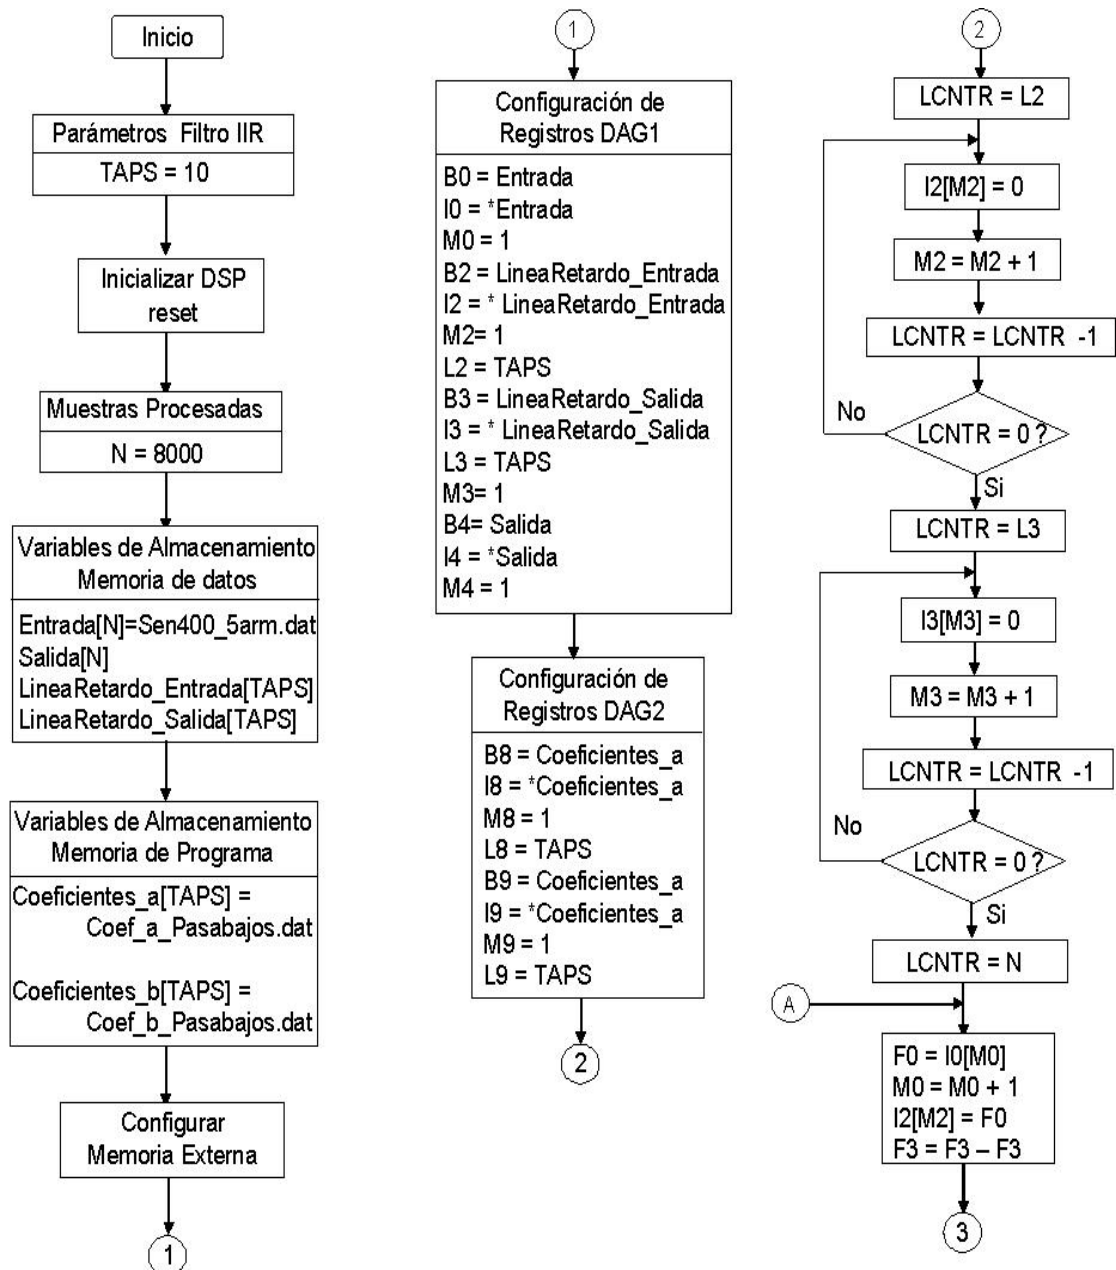 Inicio
Parámetros Filtro IIR
TAPS = 10
Inicializar DSP
reset
Muestras Procesadas
N = 8000
Variables de Almacenamiento
Memoria de datos
Entrada[N]=Sen400_5arm.dat
Salida[N]
LineaRetardo_Entrada[TAPS]
LineaRetardo_Salida[TAPS]
Variables de Almacenamiento
Memoria de Programa
Coeficientes_a[TAPS] =
Coef_a_Pasabajos.dat
Coeficientes_b[TAPS] =
Coef_b_Pasabajos.dat
Configurar
Memoria Externa
1
1
Configuración de
Registros DAG1
B0 = Entrada
I0 = *Entrada
M0 = 1
B2 = LineaRetardo_Entrada
I2 = * LineaRetardo_Entrada
M2= 1
L2 = TAPS
B3 = LineaRetardo_Salida
I3 = * LineaRetardo_Salida
L3 = TAPS
M3= 1
B4= Salida
I4 = *Salida
M4 = 1
Configuración de
Registros DAG2
B8 = Coeficientes_a
I8 = *Coeficientes_a
M8 = 1
L8 = TAPS
B9 = Coeficientes_a
I9 = *Coeficientes_a
M9 = 1
L9 = TAPS
2
2
LCNTR = L2
I2[M2] = 0
M2 = M2 + 1
LCNTR = LCNTR -1
No
LCNTR = 0 ?
Si
LCNTR = L3
I3[M3] = 0
M3 = M3 + 1
LCNTR = LCNTR -1
No
LCNTR = 0 ?
Si
LCNTR = N
A
F0 = I0[M0]
M0 = M0 + 1
I2[M2] = F0
F3 = F3 – F3
3